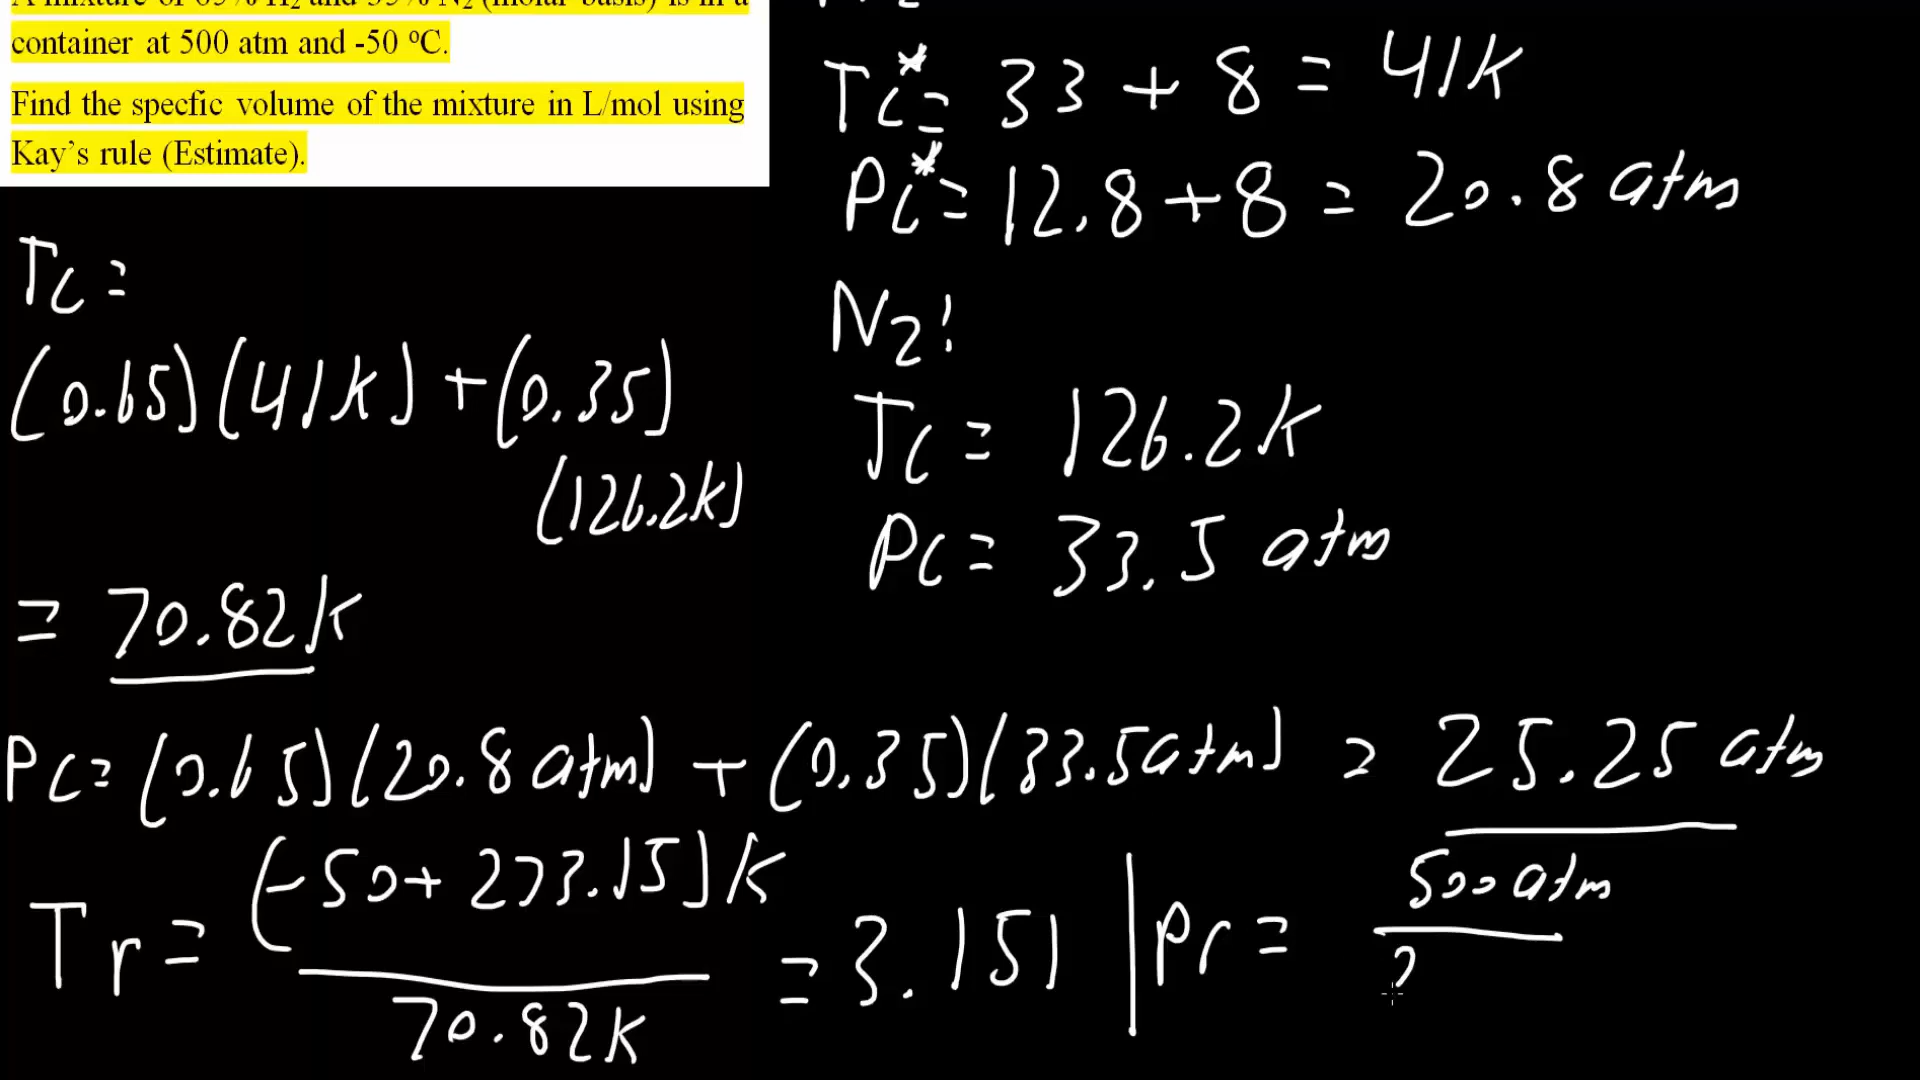 container at 500 atm and -50 ºC.
Find the specfic volume of the mixture in L/mol using
Kay's rule (Estimate).
Tc* = 33 + 8 = 41K
Pc* = 12.8 + 8 = 20.8 atm
N2:
Tc = 126.2K
Pc = 33.5 atm
Tc =
(0.65)(41K) + (0.35)
(126.2K)
= 70.82K
Pc = (0.65)(20.8 atm) + (0.35)(33.5 atm) = 25.25 atm
Tr = (-50 + 273.15)K
70.82K
= 3.151 | Pr =
500 atm
2